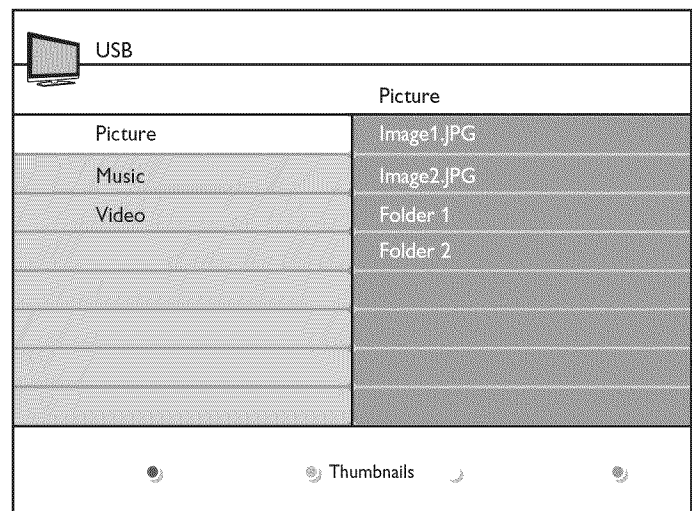 USB
Picture
Picture
Image1.JPG
Music
Image2.JPG
Video
Folder 1
Folder 2
Thumbnails